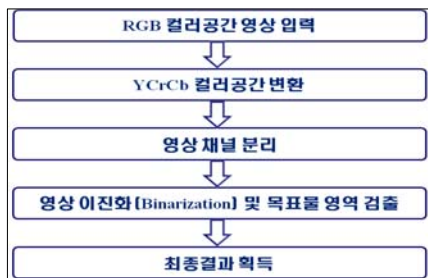 RGB 컬러공간 영상 입력
YCrCb 컬러공간 변환
영상 채널 분리
영상 이진화(Binarization) 및 목표물 영역 검출
최종결과 획득